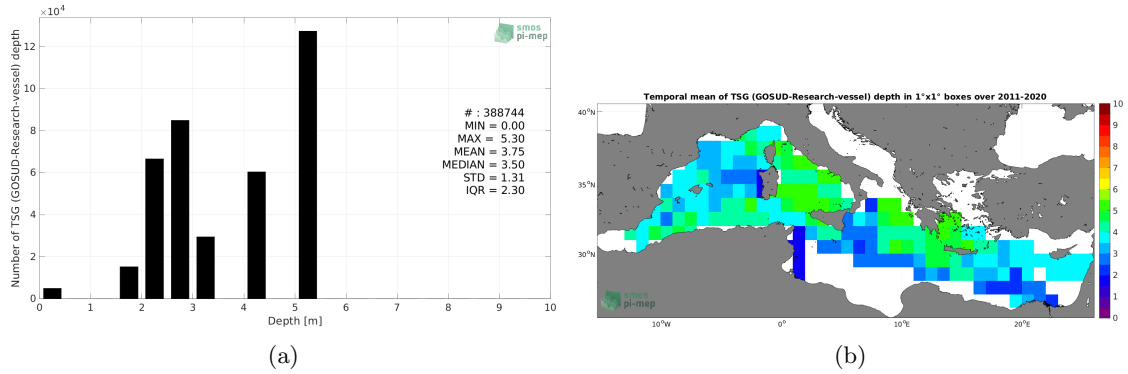 ×10⁴
smos
pi-mep
12
10
8
6
4
2
0
Number of TSG (GOSUD-Research-vessel) depth
# : 388744
MIN = 0.00
MAX = 5.30
MEAN = 3.75
MEDIAN = 3.50
STD = 1.31
IQR = 2.30
0 1 2 3 4 5 6 7 8 9 10
Depth [m]
(a)
Temporal mean of TSG (GOSUD-Research-vessel) depth in 1°x1° boxes over 2011-2020
40°N
35°N
30°N
10°W 0° 10°E 20°E
smos
pi-mep
10
9
8
7
6
5
4
3
2
1
0
(b)